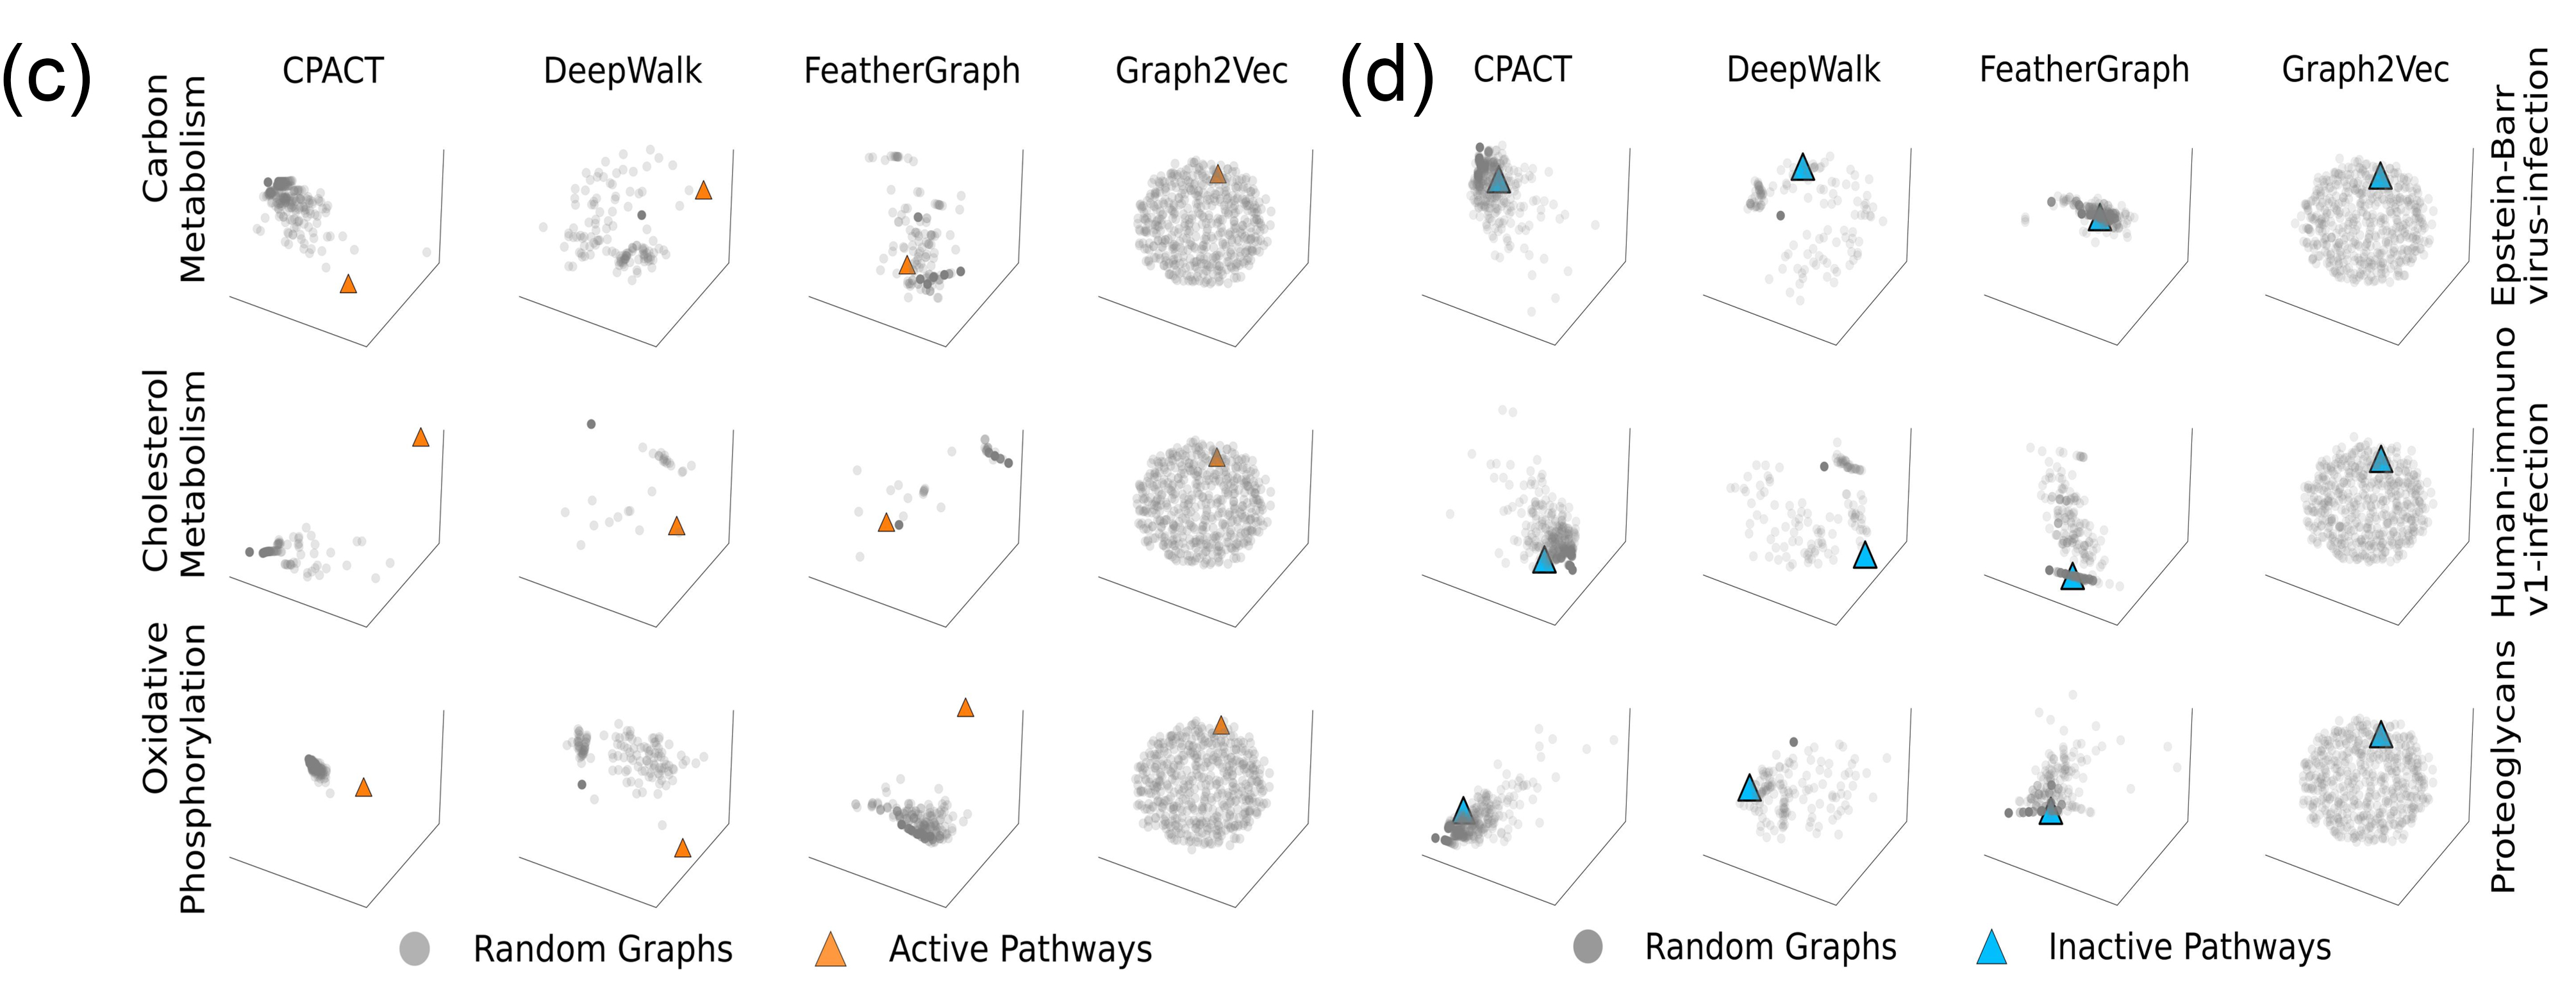 (c)
CPACT
DeepWalk
FeatherGraph
Graph2Vec
(d)
CPACT
DeepWalk
FeatherGraph
Graph2Vec
Carbon
Metabolism
Epstein-Barr
virus-infection
Cholesterol
Metabolism
Human-immuno
v1-infection
Oxidative
Phosphorylation
Proteoglycans
Random Graphs
Active Pathways
Random Graphs
Inactive Pathways